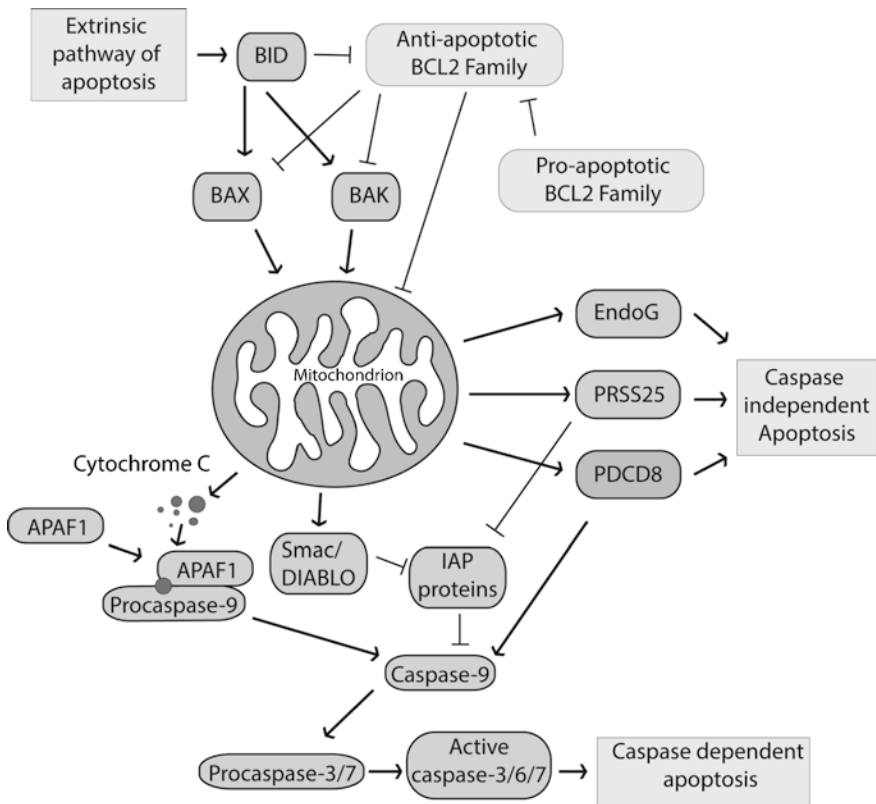 Extrinsic
pathway of
apoptosis
BID
Anti-apoptotic
BCL2 Family
Pro-apoptotic
BCL2 Family
BAX
BAK
Mitochondrion
EndoG
PRSS25
PDCD8
Caspase
independent
Apoptosis
Cytochrome C
APAF1
APAF1
Procaspase-9
Smac/
DIABLO
IAP
proteins
Caspase-9
Procaspase-3/7
Active
caspase-3/6/7
Caspase dependent
apoptosis